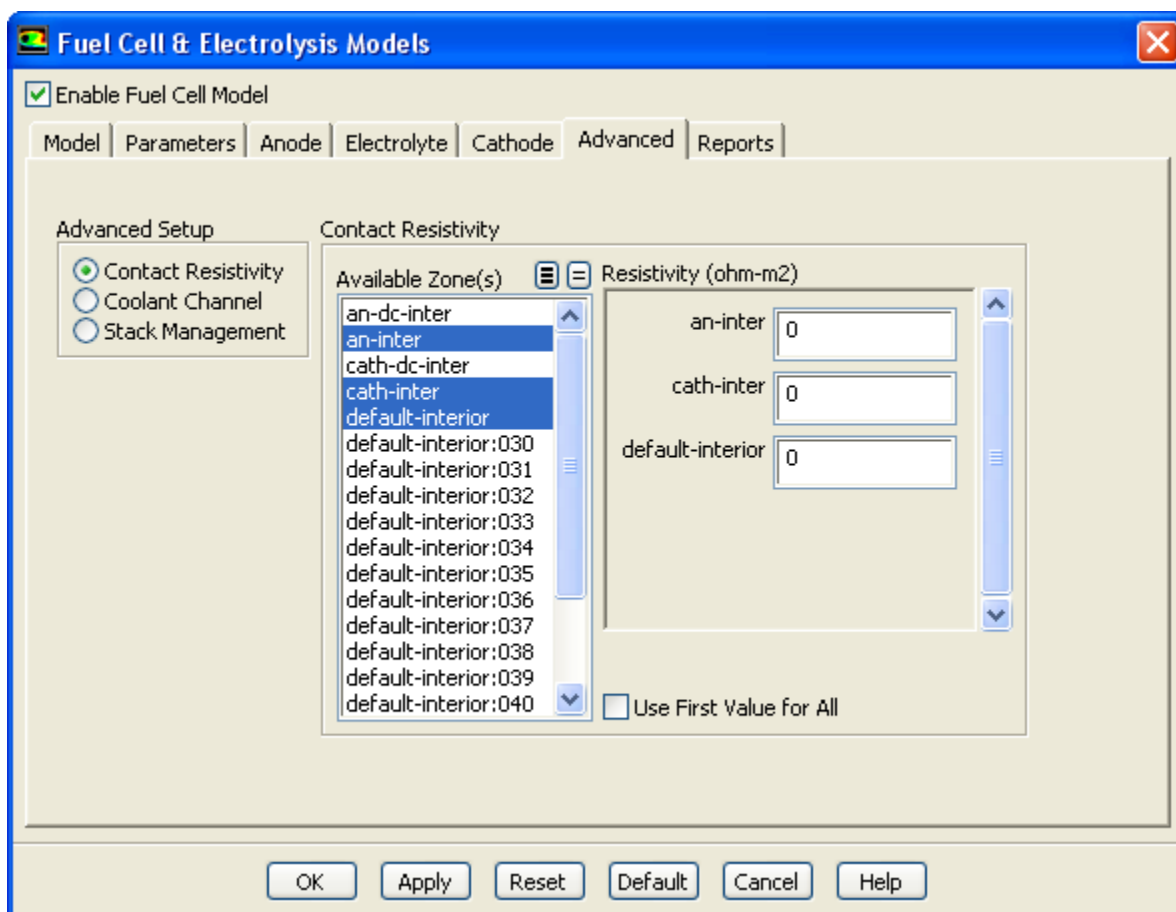 Fuel Cell & Electrolysis Models
Enable Fuel Cell Model
Model Parameters Anode Electrolyte Cathode Advanced Reports
Advanced Setup
Contact Resistivity
Coolant Channel
Stack Management
Contact Resistivity
Available Zone(s)
an-dc-inter
an-inter
cath-dc-inter
cath-inter
default-interior
default-interior:030
default-interior:031
default-interior:032
default-interior:033
default-interior:034
default-interior:035
default-interior:036
default-interior:037
default-interior:038
default-interior:039
default-interior:040
Resistivity (ohm-m2)
an-inter 0
cath-inter 0
default-interior 0
Use First Value for All
OK Apply Reset Default Cancel Help